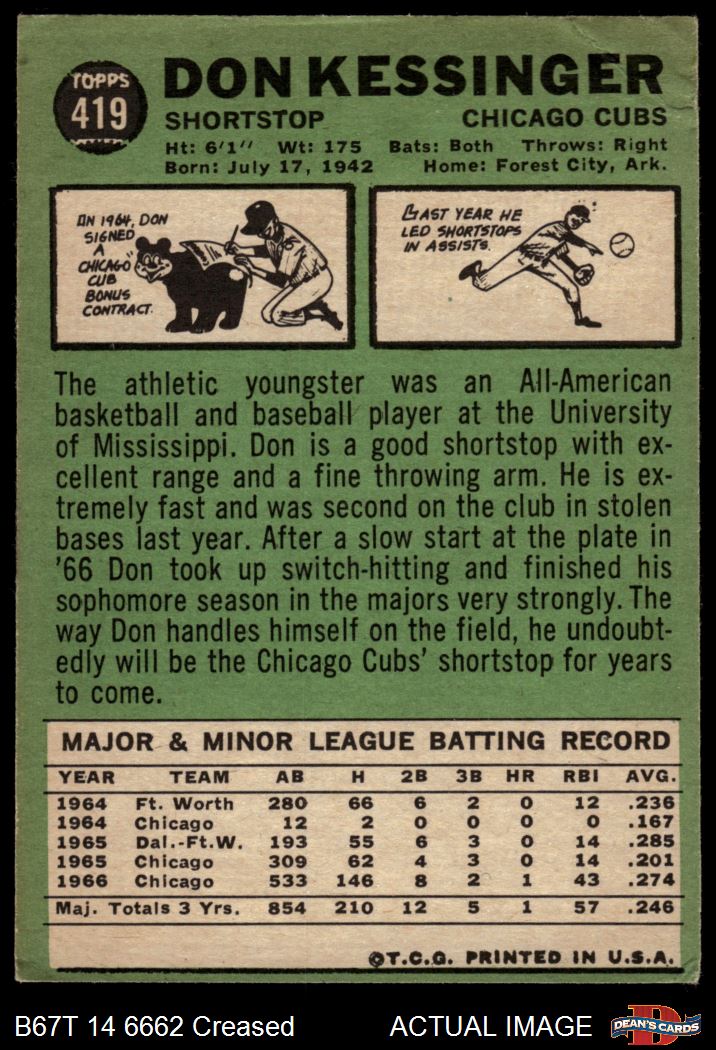 TOPPS
419
DON KESSINGER
SHORTSTOP CHICAGO CUBS
Ht: 6'1" Wt: 175 Bats: Both Throws: Right
Born: July 17, 1942 Home: Forest City, Ark.
IN 1964, DON
SIGNED
A
CHICAGO
CUB
BONUS
CONTRACT.
LAST YEAR HE
LED SHORTSTOPS
IN ASSISTS.
The athletic youngster was an All-American
basketball and baseball player at the University
of Mississippi. Don is a good shortstop with ex-
cellent range and a fine throwing arm. He is ex-
tremely fast and was second on the club in stolen
bases last year. After a slow start at the plate in
'66 Don took up switch-hitting and finished his
sophomore season in the majors very strongly. The
way Don handles himself on the field, he undoubt-
edly will be the Chicago Cubs' shortstop for years
to come.
MAJOR & MINOR LEAGUE BATTING RECORD
YEAR TEAM AB H 2B 3B HR RBI AVG.
1964 Ft. Worth 280 66 6 2 0 12 .236
1964 Chicago 12 2 0 0 0 0 .167
1965 Dal.-Ft.W. 193 55 6 3 0 14 .285
1965 Chicago 309 62 4 3 0 14 .201
1966 Chicago 533 146 8 2 1 43 .274
Maj. Totals 3 Yrs. 854 210 12 5 1 57 .246
©T.C.G. PRINTED IN U.S.A.
B67T 14 6662 Creased ACTUAL IMAGE
D
DEAN'S CARDS